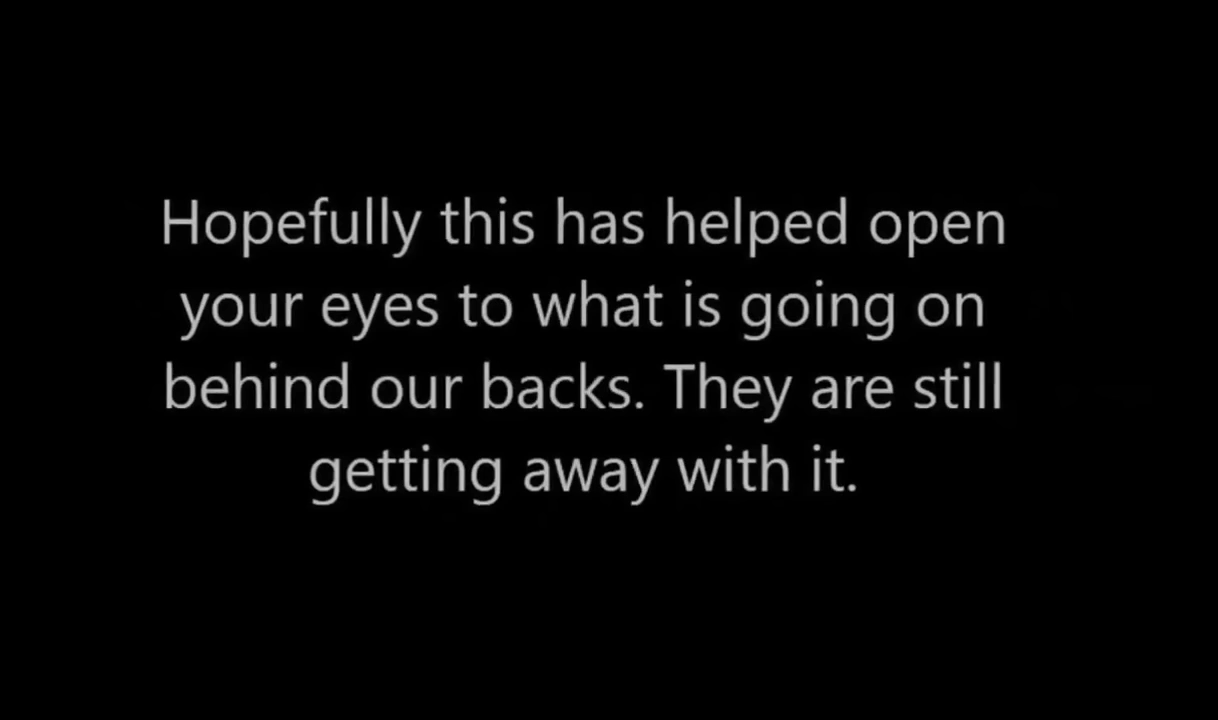 Hopefully this has helped open
your eyes to what is going on
behind our backs. They are still
getting away with it.